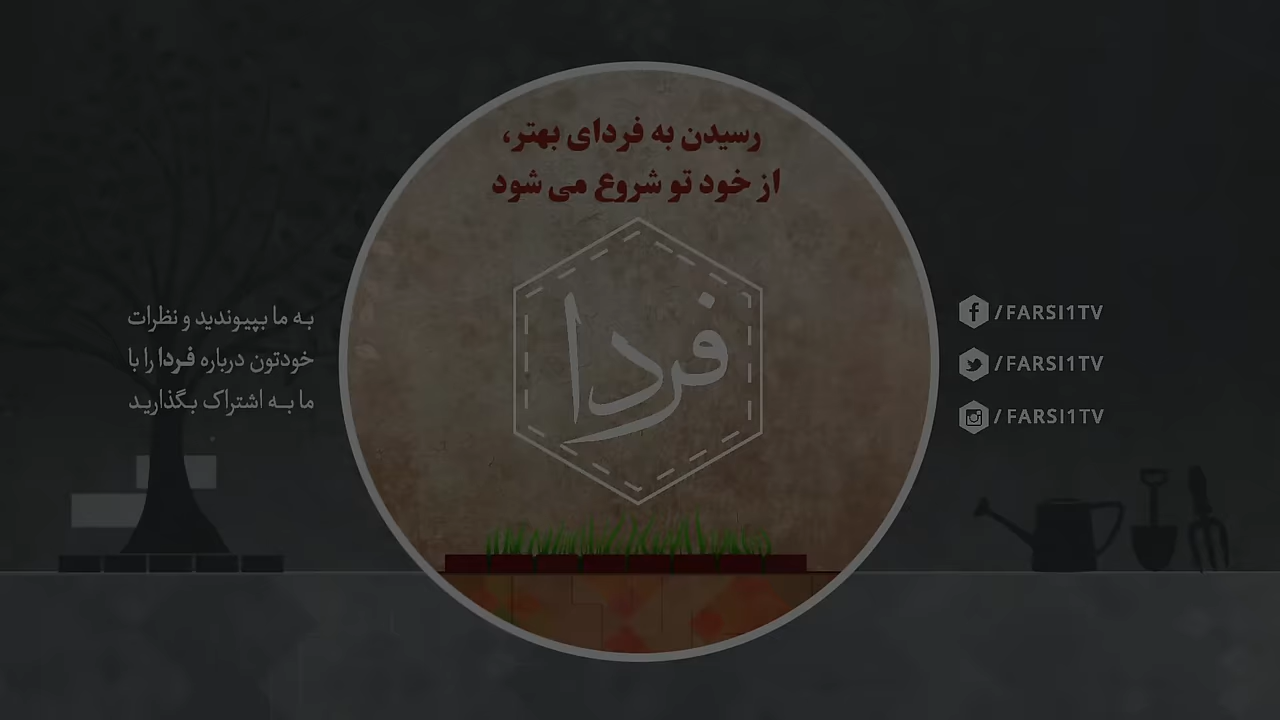 رسیدن به فردای بهتر،
از خود تو شروع می شود
فردا
به ما بپیوندید و نظرات
خودتون درباره فردا را با
ما به اشتراک بگذارید
/FARSI1TV
/FARSI1TV
/FARSI1TV